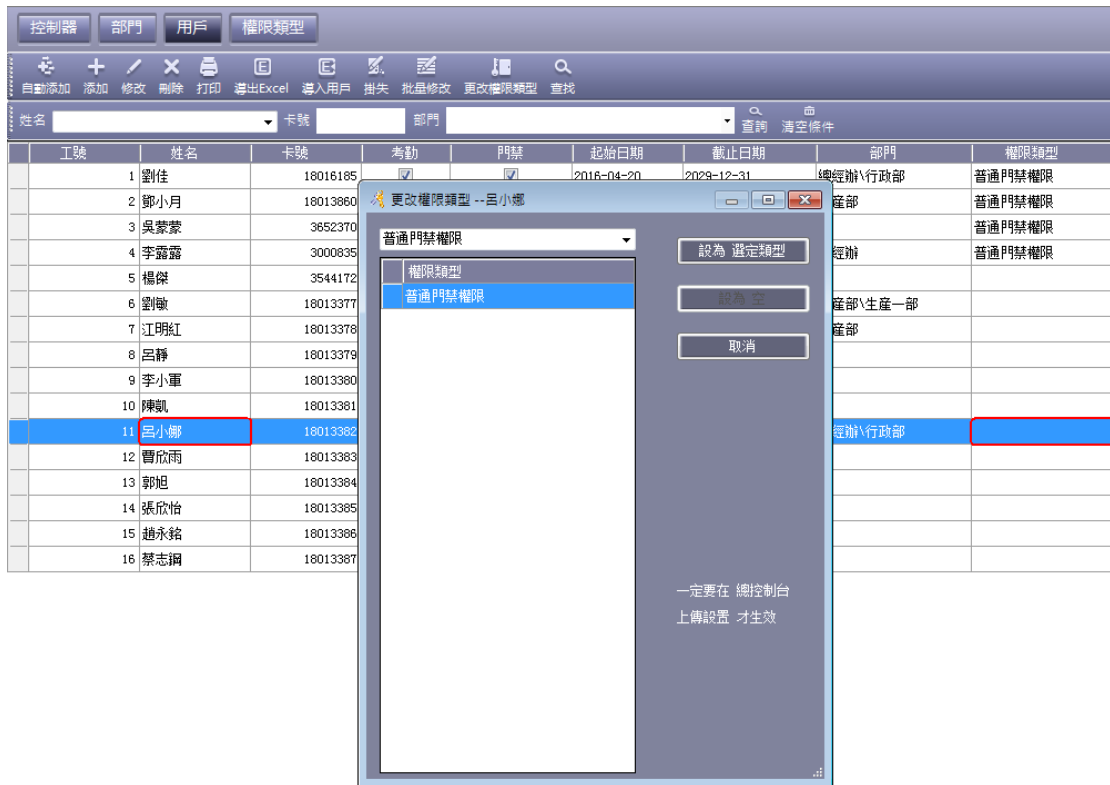 控制器 部門 用戶 權限類型
自動添加 添加 修改 刪除 打印 導出Excel 導入用戶 掛失 批量修改 更改權限類型 查找
姓名 卡號 部門 查詢 清空條件
工號 姓名 卡號 考勤 門禁 起始日期 截止日期 部門 權限類型
1 劉佳 18016185 2016-04-20 2029-12-31 總經辦\行政部 普通門禁權限
2 鄧小月 18013860 產部 普通門禁權限
3 吳蒙蒙 3652370 普通門禁權限
4 李露露 3000835 經辦 普通門禁權限
5 楊傑 3544172
6 劉敏 18013377 產部\生產一部
7 江明紅 18013378 產部
8 呂靜 18013379
9 李小軍 18013380
10 陳凱 18013381
11 呂小娜 18013382 經辦\行政部
12 曹欣雨 18013383
13 郭旭 18013384
14 張欣怡 18013385
15 趙永銘 18013386
16 蔡志鋼 18013387
更改權限類型 --呂小娜
普通門禁權限
權限類型
普通門禁權限
設為 選定類型
設為 空
取消
一定要在 總控制台
上傳設置 才生效